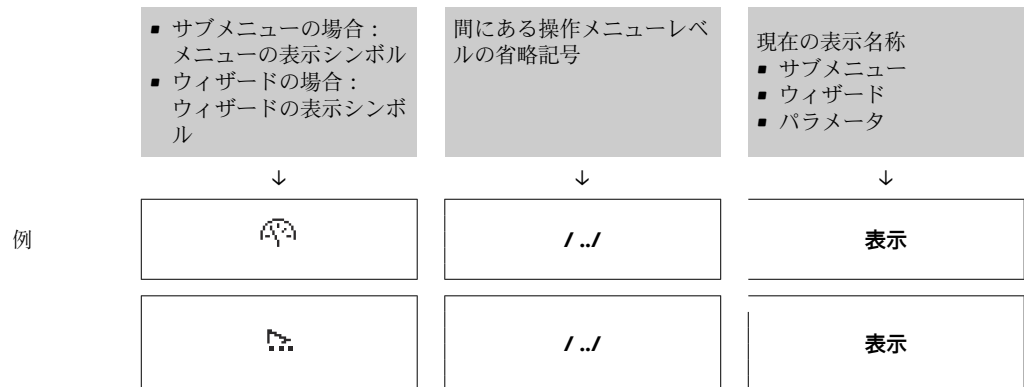 ■ サブメニューの場合：
メニューの表示シンボル
■ ウィザードの場合：
ウィザードの表示シンボ
ル
間にある操作メニューレベ
ルの省略記号
現在の表示名称
■ サブメニュー
■ ウィザード
■ パラメータ
↓ ↓ ↓
例
/ ../
表示
/ ../
表示